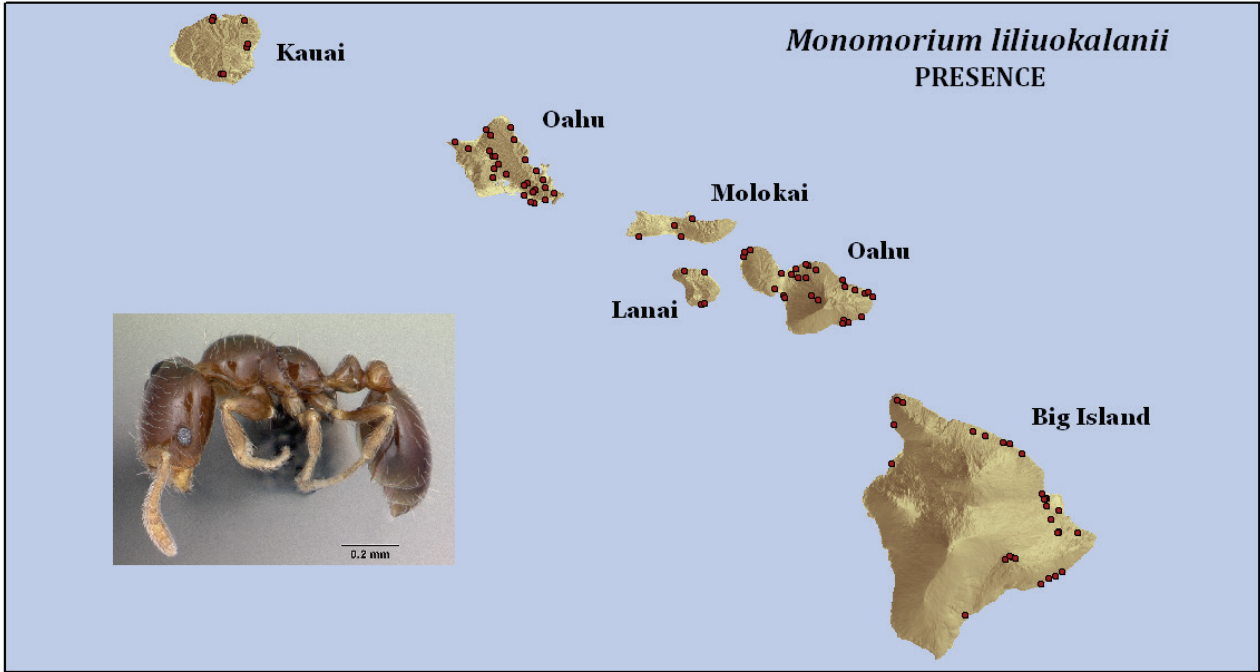 Monomorium liliuokalanii
PRESENCE
Kauai
Oahu
Molokai
Oahu
Lanai
Big Island
0.2 mm